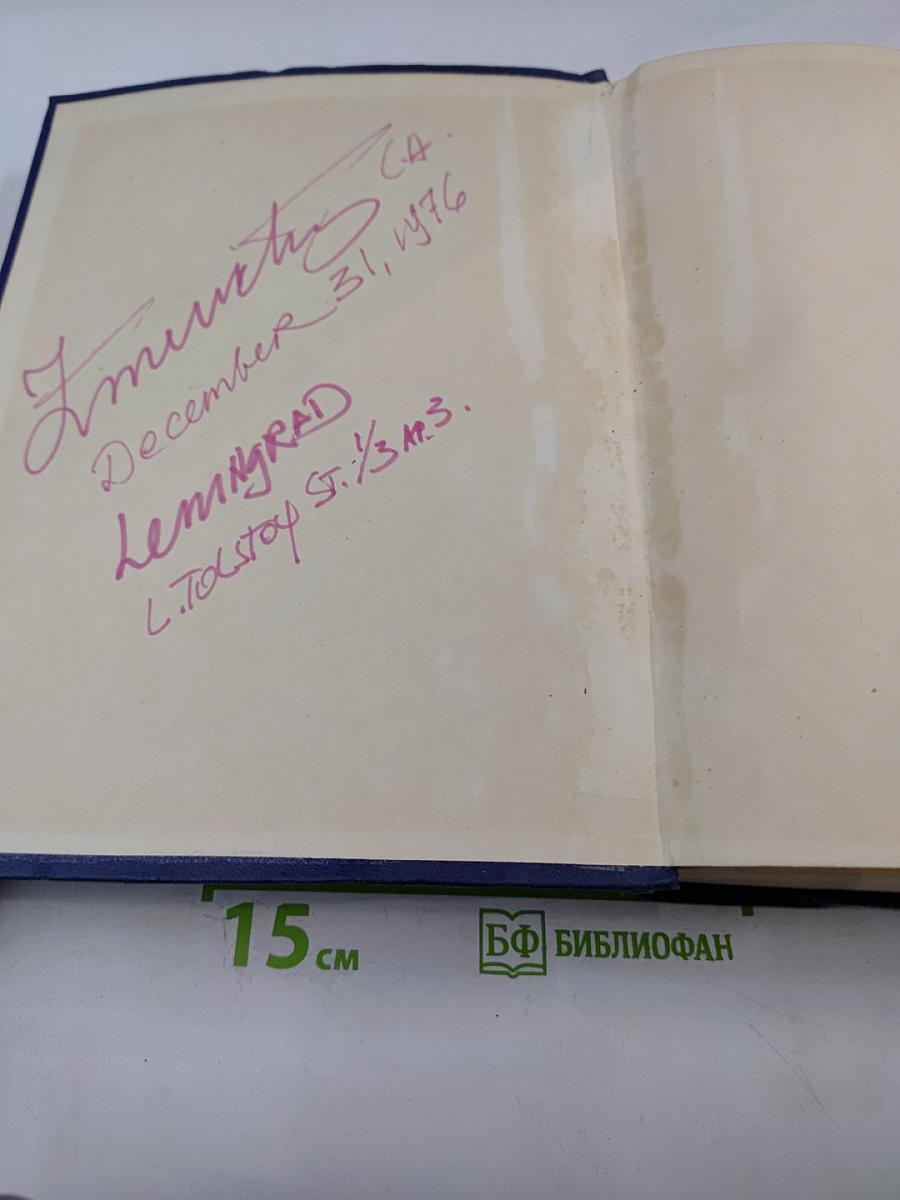 C.A.
December 31, 1976
Leningrad
L. Tolstoy St. 1/3 ap. 3.
15 см
БФ БИБЛИОФАН